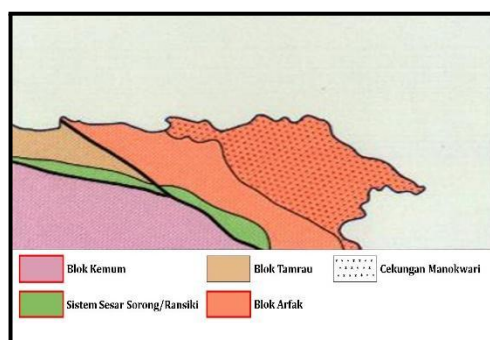 Blok Kemum
Blok Tamrau
Cekungan Manokwari
Sistem Sesar Sorong/Ransiki
Blok Arfak